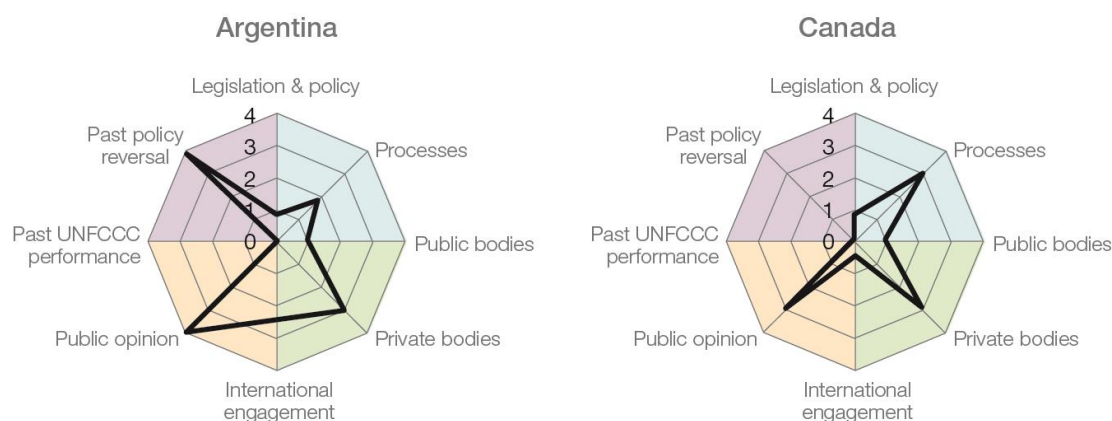 Argentina
Legislation & policy
Past policy
reversal
4
3
2
1
0
Processes
Past UNFCCC
performance
Public bodies
Public opinion
Private bodies
International
engagement
Canada
Legislation & policy
Past policy
reversal
4
3
2
1
0
Processes
Past UNFCCC
performance
Public bodies
Public opinion
Private bodies
International
engagement